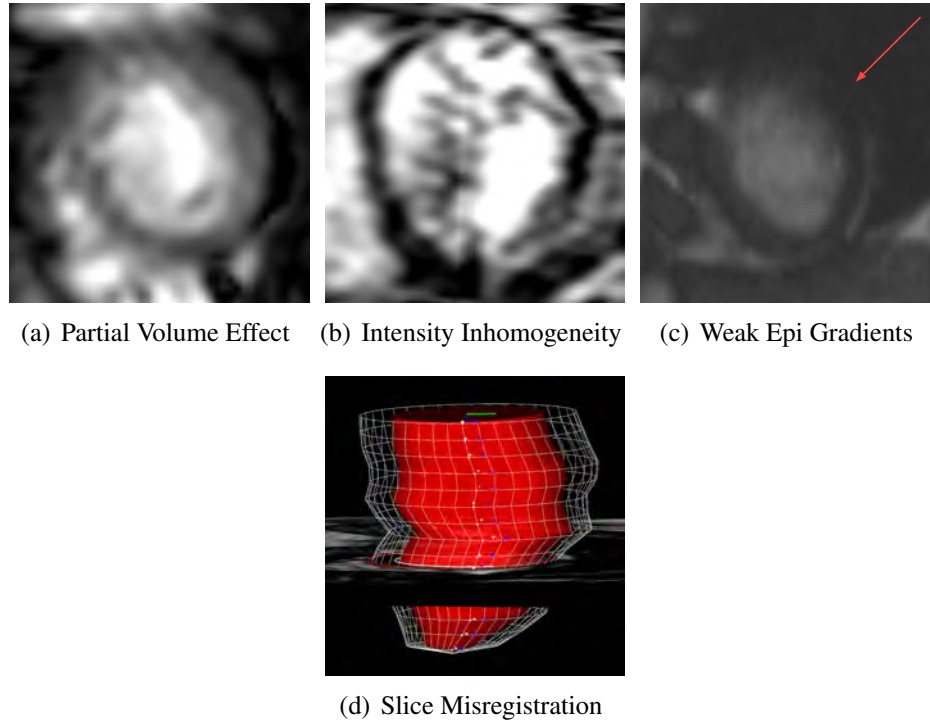 (a) Partial Volume Effect (b) Intensity Inhomogeneity (c) Weak Epi Gradients
(d) Slice Misregistration